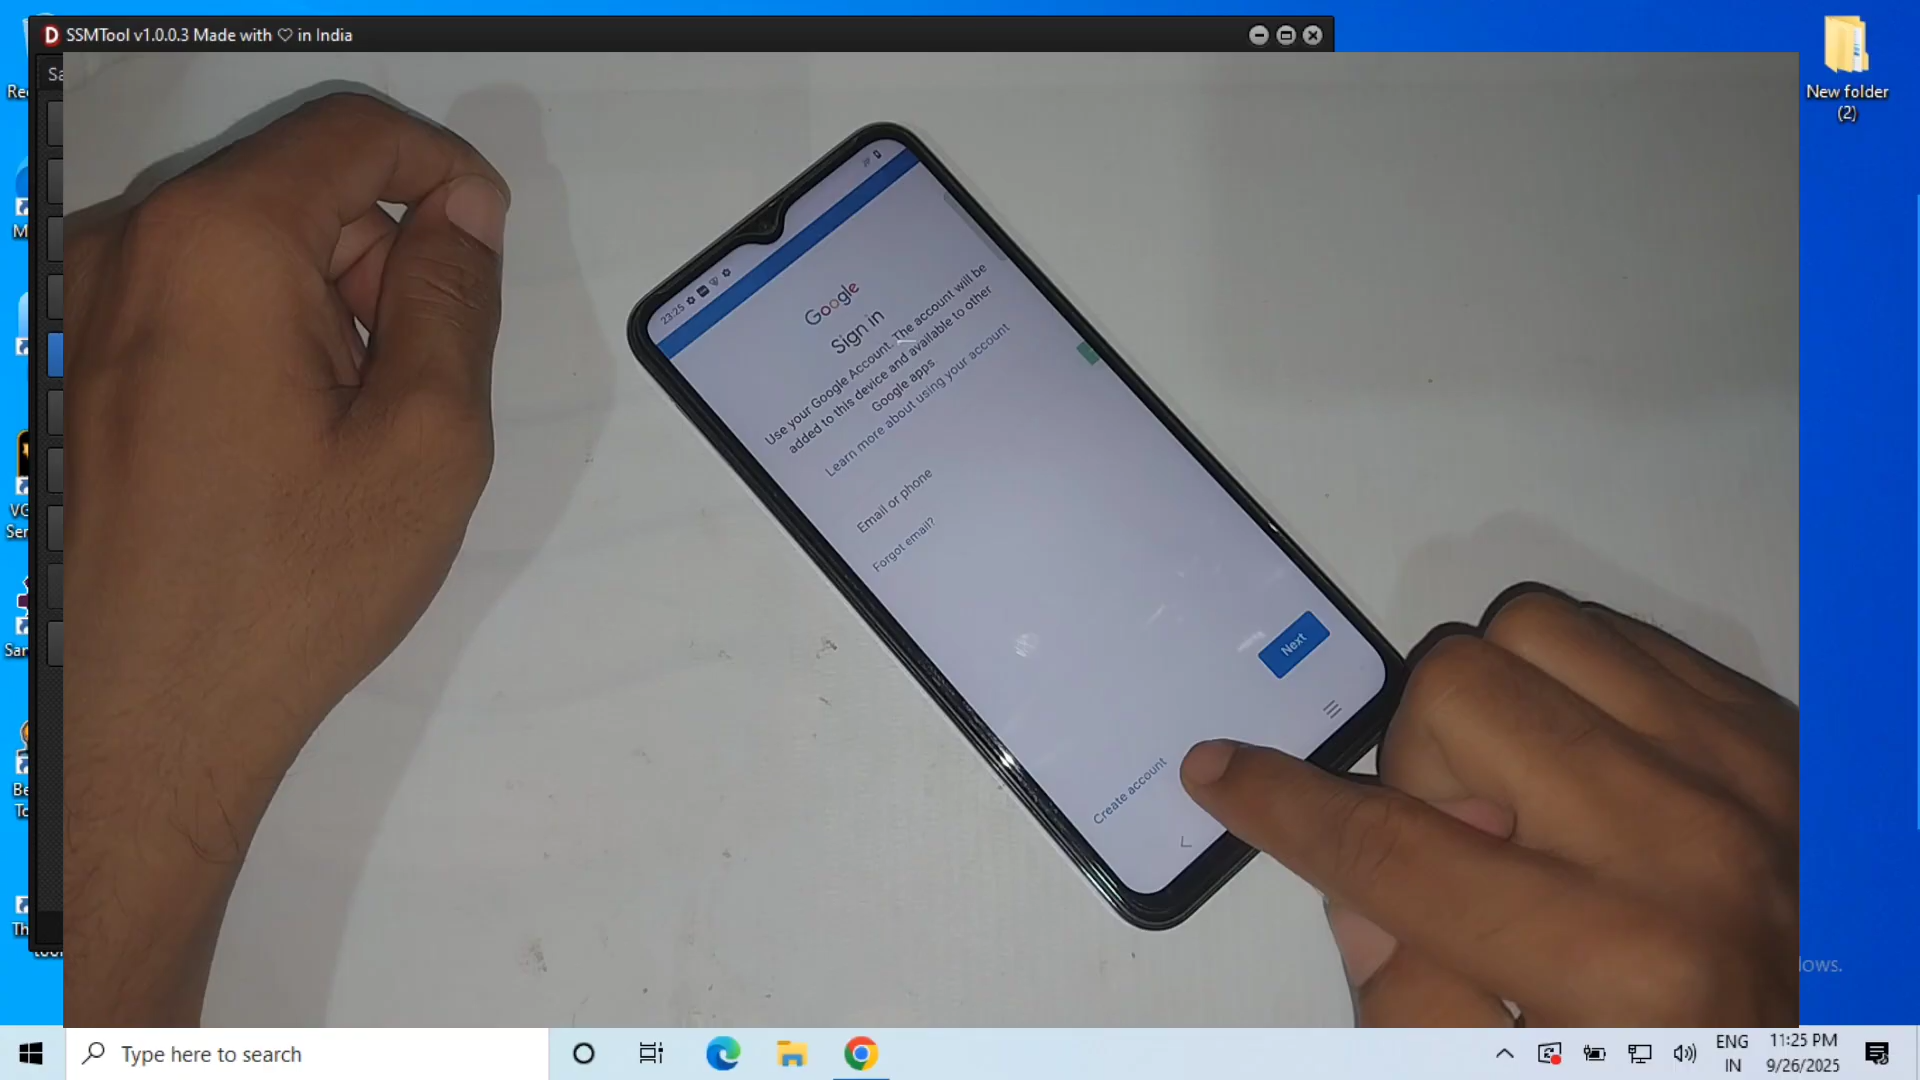 SSMTool v1.0.0.3 Made with ♡ in India
New folder
(2)
23:25
Google
Sign in
Use your Google Account. The account will be
added to this device and available to other
Google apps.
Learn more about using your account
Email or phone
Forgot email?
Next
Create account
Type here to search
ENG
IN
11:25 PM
9/26/2025